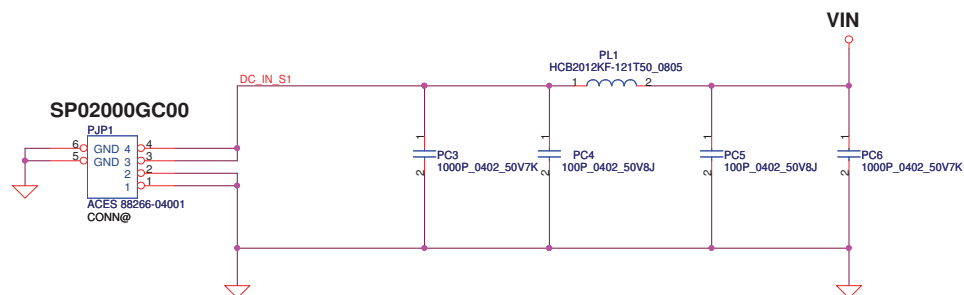 VIN
PL1
HCB2012KF-121T50_0805
DC_IN_S1
1 2
SP02000GC00
PJP1
6 GND 4 4
5 GND 3 3
2 2
1 1
ACES 88266-04001
CONN@
1
PC3
1000P_0402_50V7K
2
1
PC4
100P_0402_50V8J
2
1
PC5
100P_0402_50V8J
2
1
PC6
1000P_0402_50V7K
2